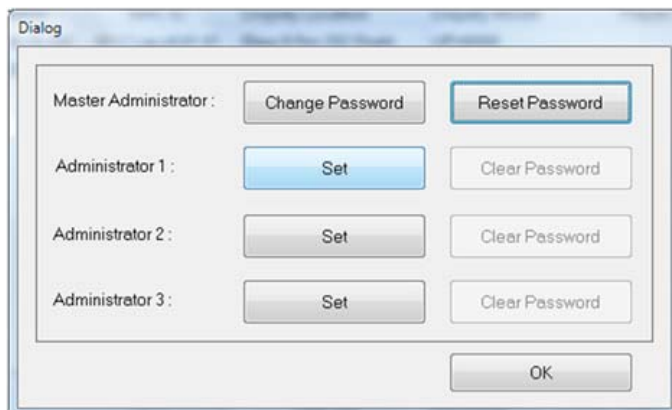 Dialog
Master Administrator : Change Password Reset Password
Administrator 1 : Set Clear Password
Administrator 2 : Set Clear Password
Administrator 3 : Set Clear Password
OK